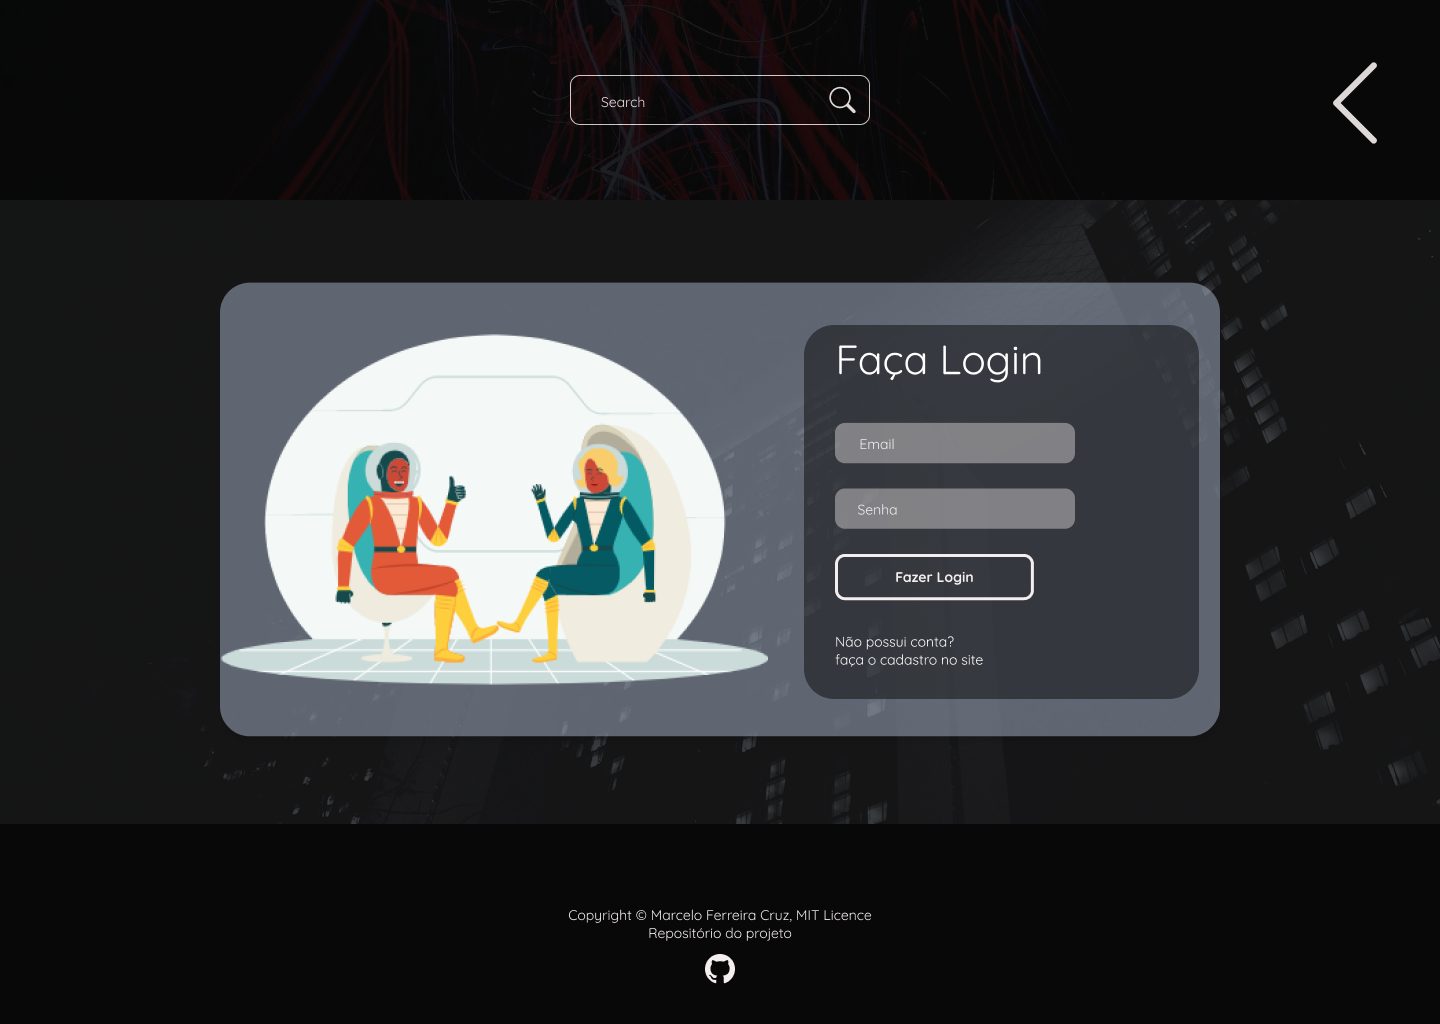 Search
Faça Login
Email
Senha
Fazer Login
Não possui conta?
faça o cadastro no site
Copyright © Marcelo Ferreira Cruz, MIT Licence
Repositório do projeto